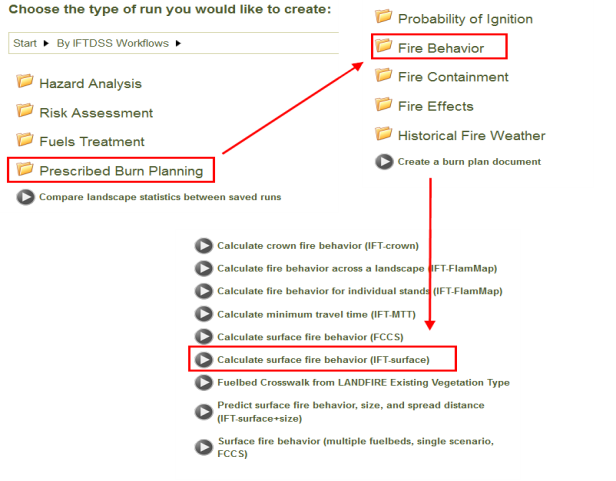 Choose the type of run you would like to create:
Start ▸ By IFTDSS Workflows ▸
Hazard Analysis
Risk Assessment
Fuels Treatment
Prescribed Burn Planning
Compare landscape statistics between saved runs
Probability of Ignition
Fire Behavior
Fire Containment
Fire Effects
Historical Fire Weather
Create a burn plan document
Calculate crown fire behavior (IFT-crown)
Calculate fire behavior across a landscape (IFT-FlamMap)
Calculate fire behavior for individual stands (IFT-FlamMap)
Calculate minimum travel time (IFT-MTT)
Calculate surface fire behavior (FCCS)
Calculate surface fire behavior (IFT-surface)
Fuelbed Crosswalk from LANDFIRE Existing Vegetation Type
Predict surface fire behavior, size, and spread distance
(IFT-surface+size)
Surface fire behavior (multiple fuelbeds, single scenario,
FCCS)